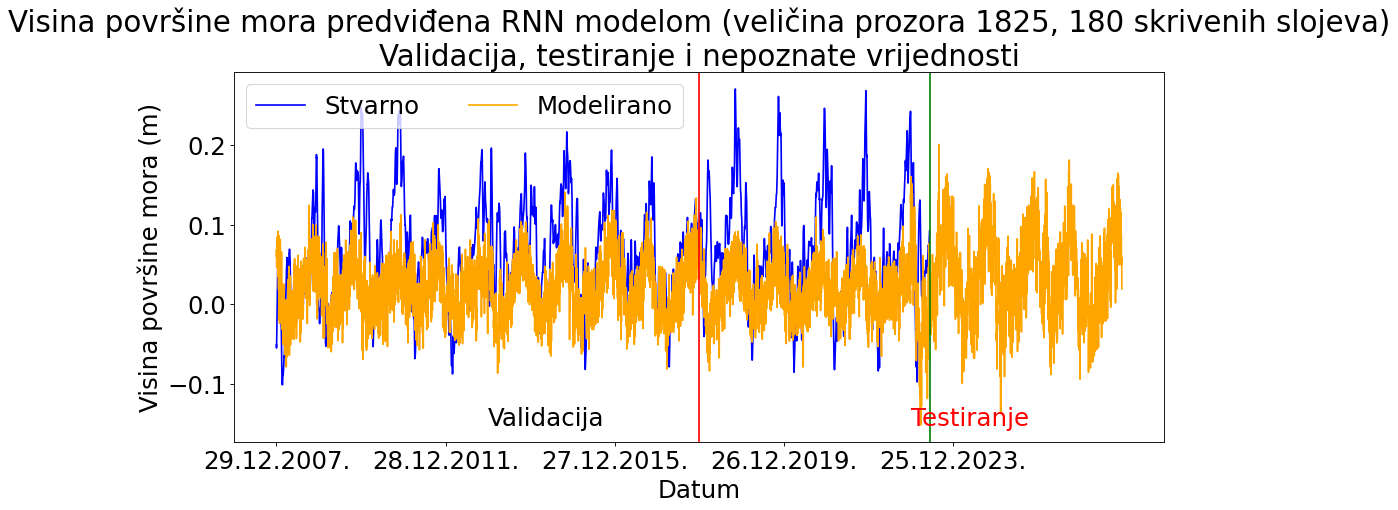 Visina površine mora predviđena RNN modelom (veličina prozora 1825, 180 skrivenih slojeva)
Validacija, testiranje i nepoznate vrijednosti
Stvarno
Modelirano
Visina površine mora (m)
0.2
0.1
0.0
−0.1
Validacija
Testiranje
29.12.2007.
28.12.2011.
27.12.2015.
26.12.2019.
25.12.2023.
Datum